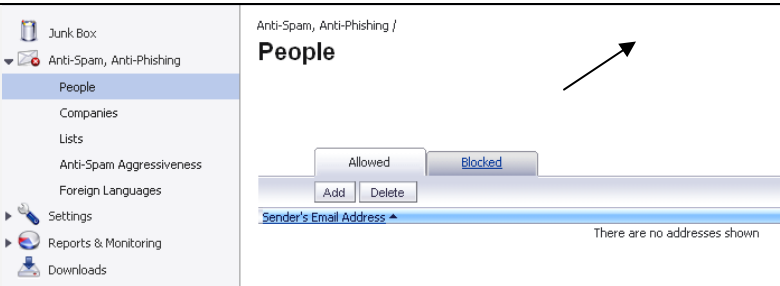 Junk Box
Anti-Spam, Anti-Phishing
People
Companies
Lists
Anti-Spam Aggressiveness
Foreign Languages
Settings
Reports & Monitoring
Downloads
Anti-Spam, Anti-Phishing /
People
Allowed
Blocked
Add
Delete
Sender's Email Address
There are no addresses shown